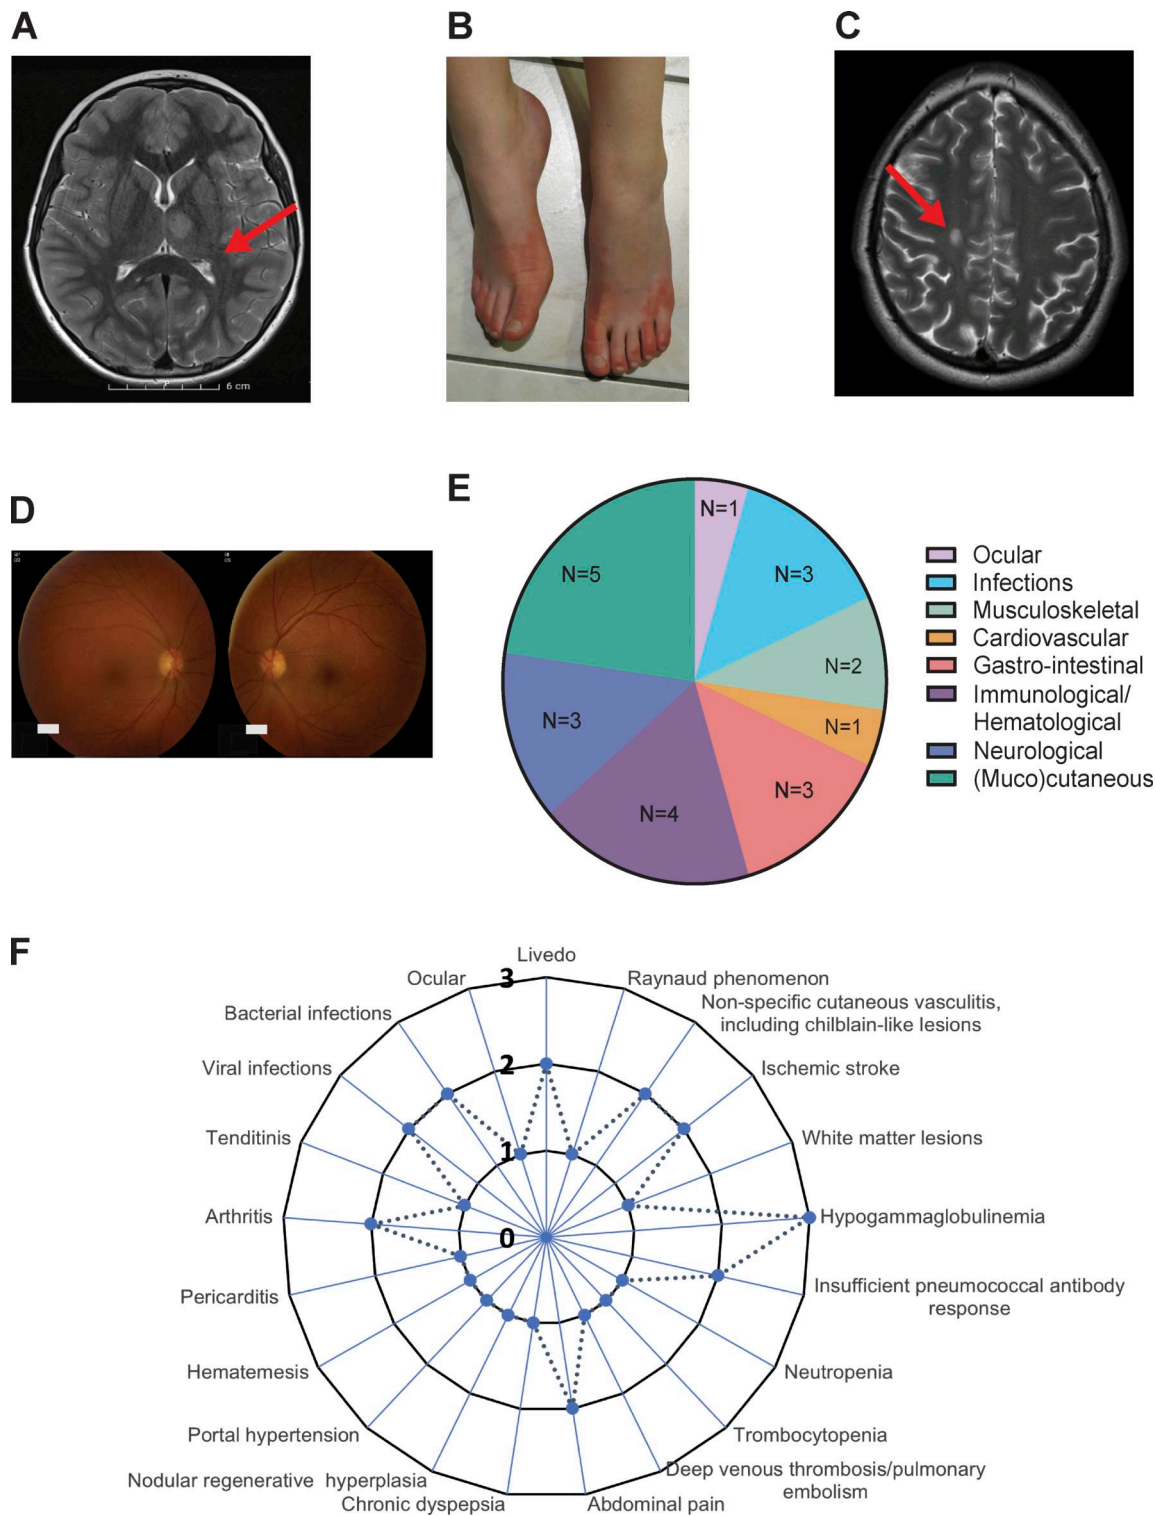 A
B
C
6 cm
D
E
N=1
N=3
N=2
N=1
N=3
N=4
N=3
N=5
Ocular
Infections
Musculoskeletal
Cardiovascular
Gastro-intestinal
Immunological/
Hematological
Neurological
(Muco)cutaneous
F
3
2
1
0
Livedo
Raynaud phenomenon
Non-specific cutaneous vasculitis,
including chilblain-like lesions
Ischemic stroke
White matter lesions
Hypogammaglobulinemia
Insufficient pneumococcal antibody
response
Neutropenia
Trombocytopenia
Deep venous thrombosis/pulmonary
embolism
Abdominal pain
Chronic dyspepsia
Nodular regenerative hyperplasia
Portal hypertension
Hematemesis
Pericarditis
Arthritis
Tenditinis
Viral infections
Bacterial infections
Ocular